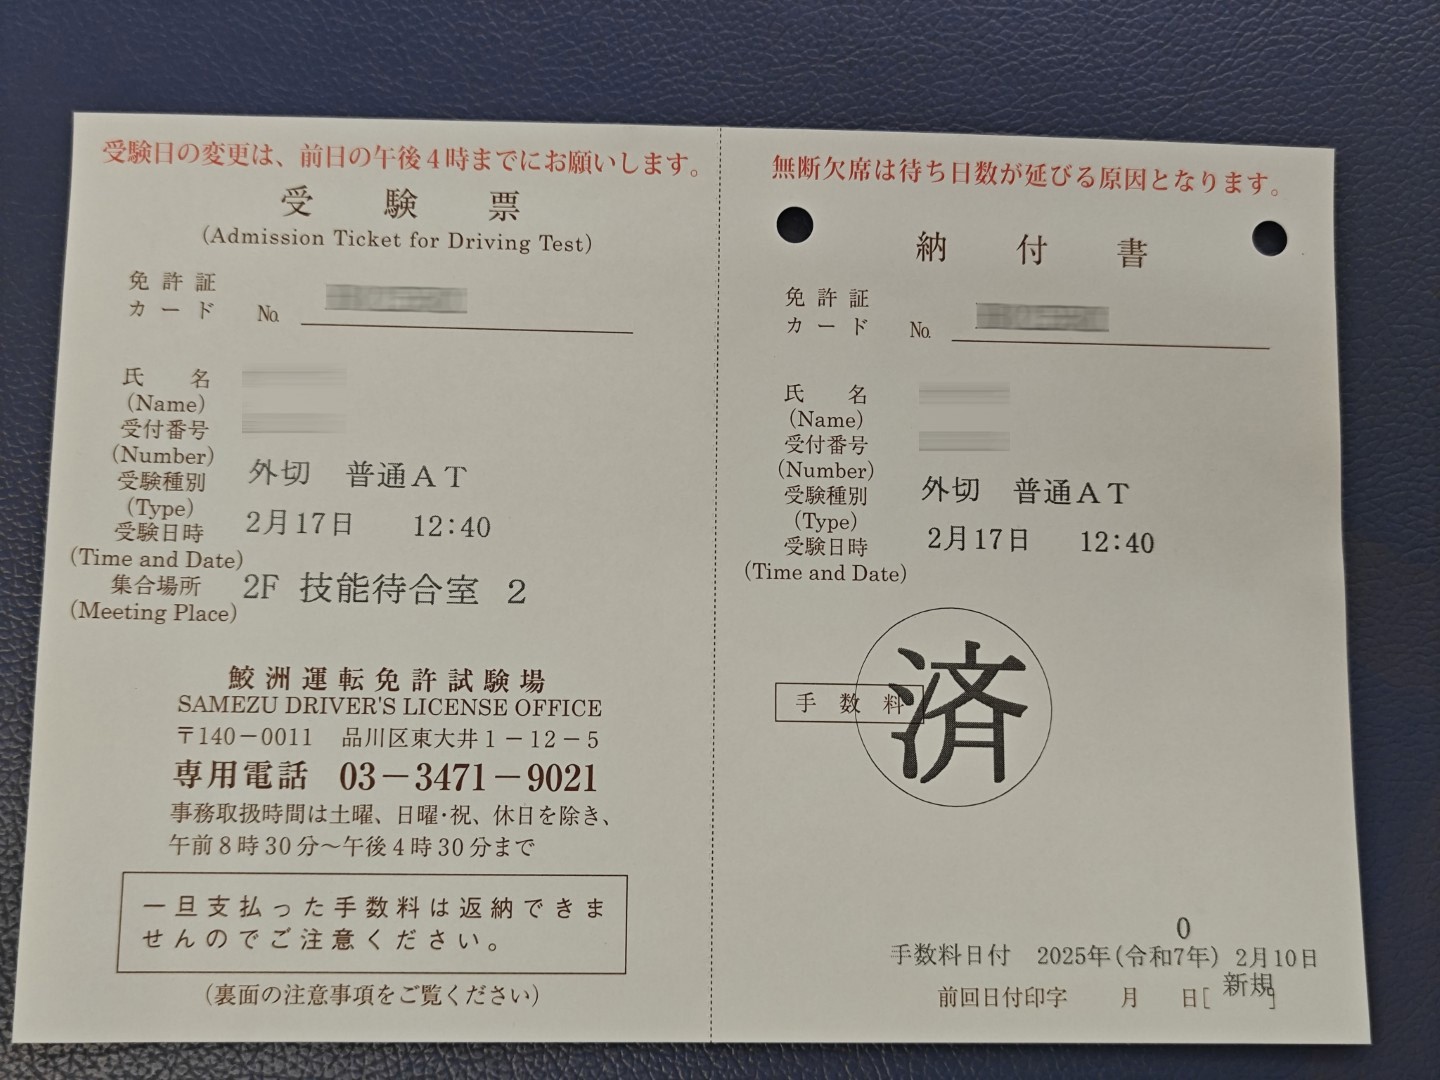 受験日の変更は、前日の午後4時までにお願いします。
受験票
(Admission Ticket for Driving Test)
免許証
カード No.
氏名
(Name)
受付番号
(Number)
受験種別 外切 普通AT
(Type)
受験日時 2月17日 12:40
(Time and Date)
集合場所 2F 技能待合室 2
(Meeting Place)
鮫洲運転免許試験場
SAMEZU DRIVER'S LICENSE OFFICE
〒140-0011 品川区東大井1-12-5
専用電話 03-3471-9021
事務取扱時間は土曜、日曜・祝、休日を除き、
午前8時30分~午後4時30分まで
一旦支払った手数料は返納できま
せんのでご注意ください。
(裏面の注意事項をご覧ください)
無断欠席は待ち日数が延びる原因となります。
納付書
免許証
カード No.
氏名
(Name)
受付番号
(Number)
受験種別 外切 普通AT
(Type)
受験日時 2月17日 12:40
(Time and Date)
手数料 済
0
手数料日付 2025年(令和7年) 2月10日
前回日付印字 月 日[新規]